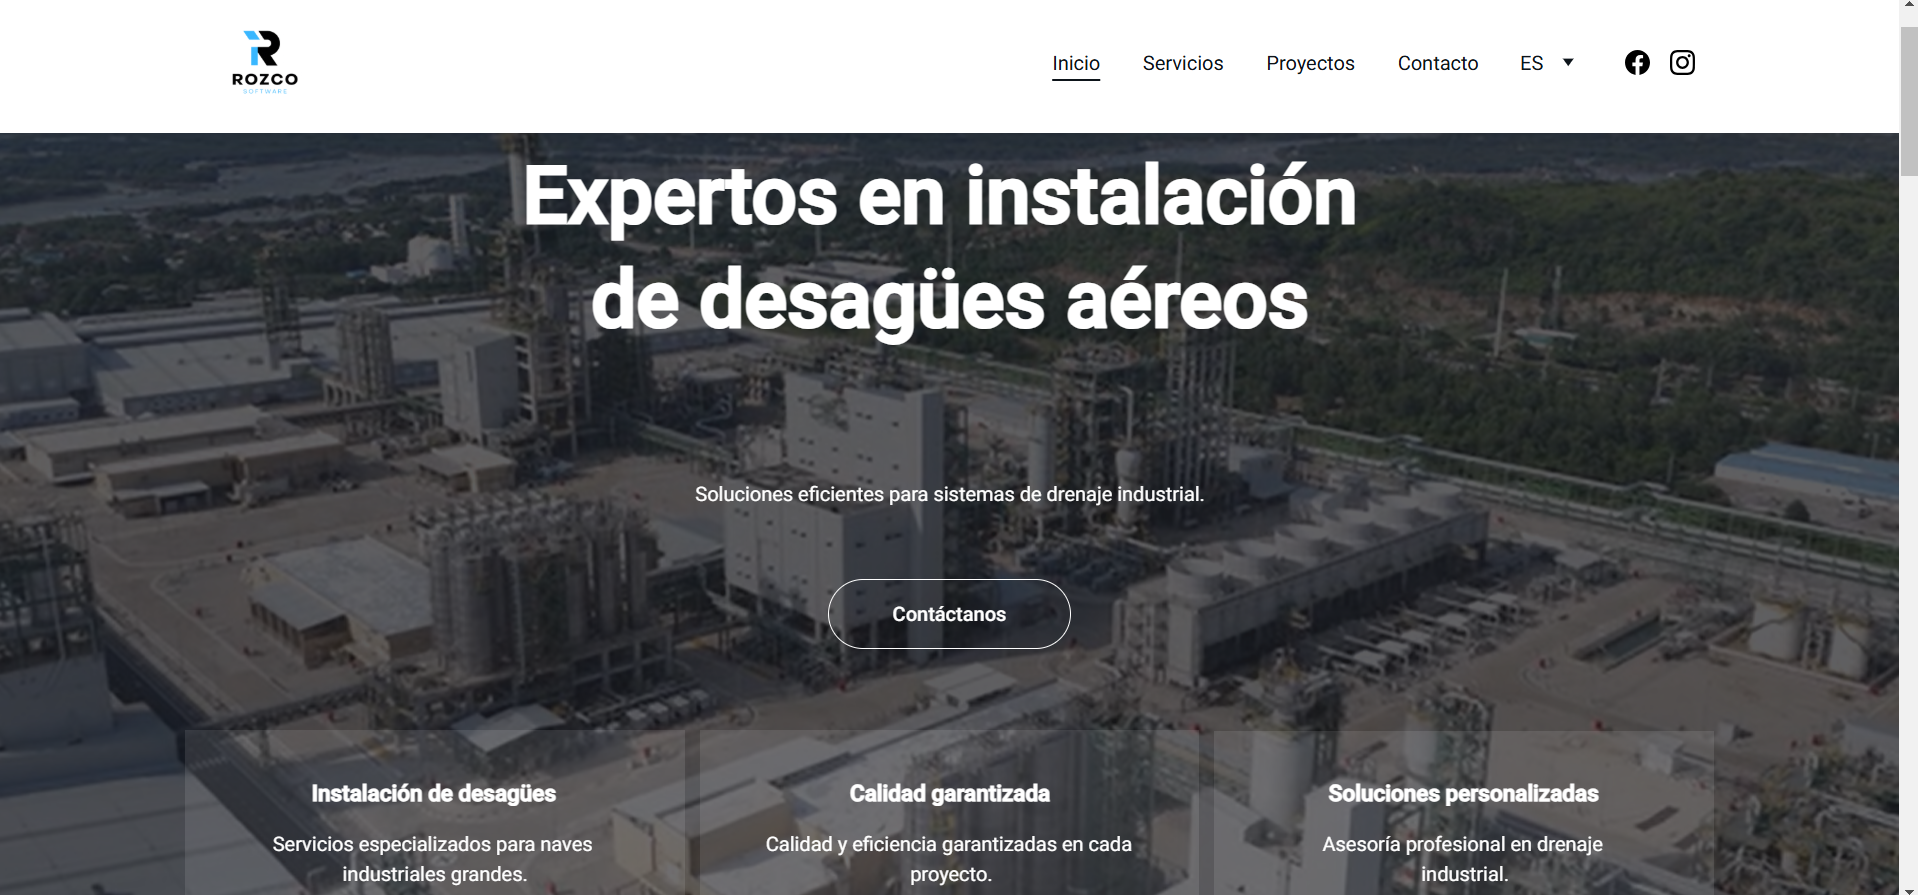 ROZCO
SOFTWARE
Inicio Servicios Proyectos Contacto ES
Expertos en instalación
de desagües aéreos
Soluciones eficientes para sistemas de drenaje industrial.
Contáctanos
Instalación de desagües
Servicios especializados para naves
industriales grandes.
Calidad garantizada
Calidad y eficiencia garantizadas en cada
proyecto.
Soluciones personalizadas
Asesoría profesional en drenaje
industrial.